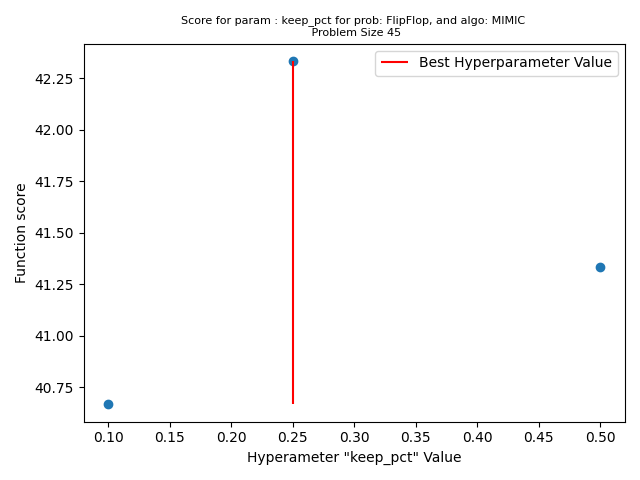 Score for param : keep_pct for prob: FlipFlop, and algo: MIMIC
Problem Size 45
Best Hyperparameter Value
Function score
42.25
42.00
41.75
41.50
41.25
41.00
40.75
0.10 0.15 0.20 0.25 0.30 0.35 0.40 0.45 0.50
Hyperameter "keep_pct" Value